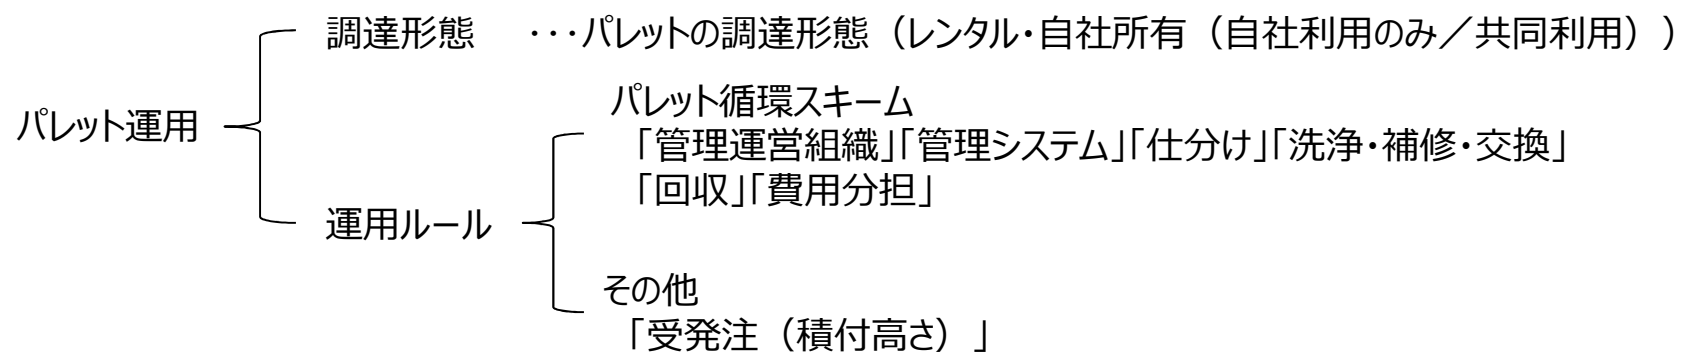 調達形態 ・・・パレットの調達形態（レンタル・自社所有（自社利用のみ／共同利用））
パレット運用
パレット循環スキーム
「管理運営組織」「管理システム」「仕分け」「洗浄・補修・交換」
「回収」「費用分担」
運用ルール
その他
「受発注（積付高さ）」